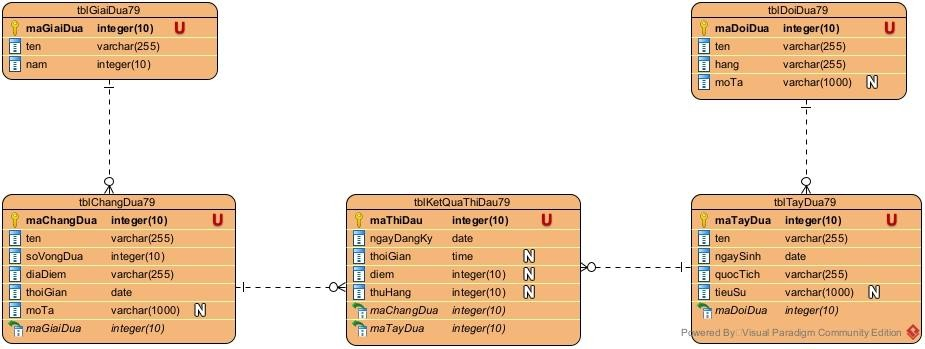 tblGiaiDua79
maGiaiDua integer(10) U
ten varchar(255)
nam integer(10)
tblDoiDua79
maDoiDua integer(10) U
ten varchar(255)
hang varchar(255)
moTa varchar(1000) N
tblChangDua79
maChangDua integer(10) U
ten varchar(255)
soVongDua integer(10)
diaDiem varchar(255)
thoiGian date
moTa varchar(1000) N
maGiaiDua integer(10)
tblKetQuaThiDau79
maThiDau integer(10) U
ngayDangKy date
thoiGian time N
diem integer(10) N
thuHang integer(10) N
maChangDua integer(10)
maTayDua integer(10)
tblTayDua79
maTayDua integer(10) U
ten varchar(255)
ngaySinh date
quocTich varchar(255)
tieuSu varchar(1000) N
maDoiDua integer(10)
Powered By Visual Paradigm Community Edition